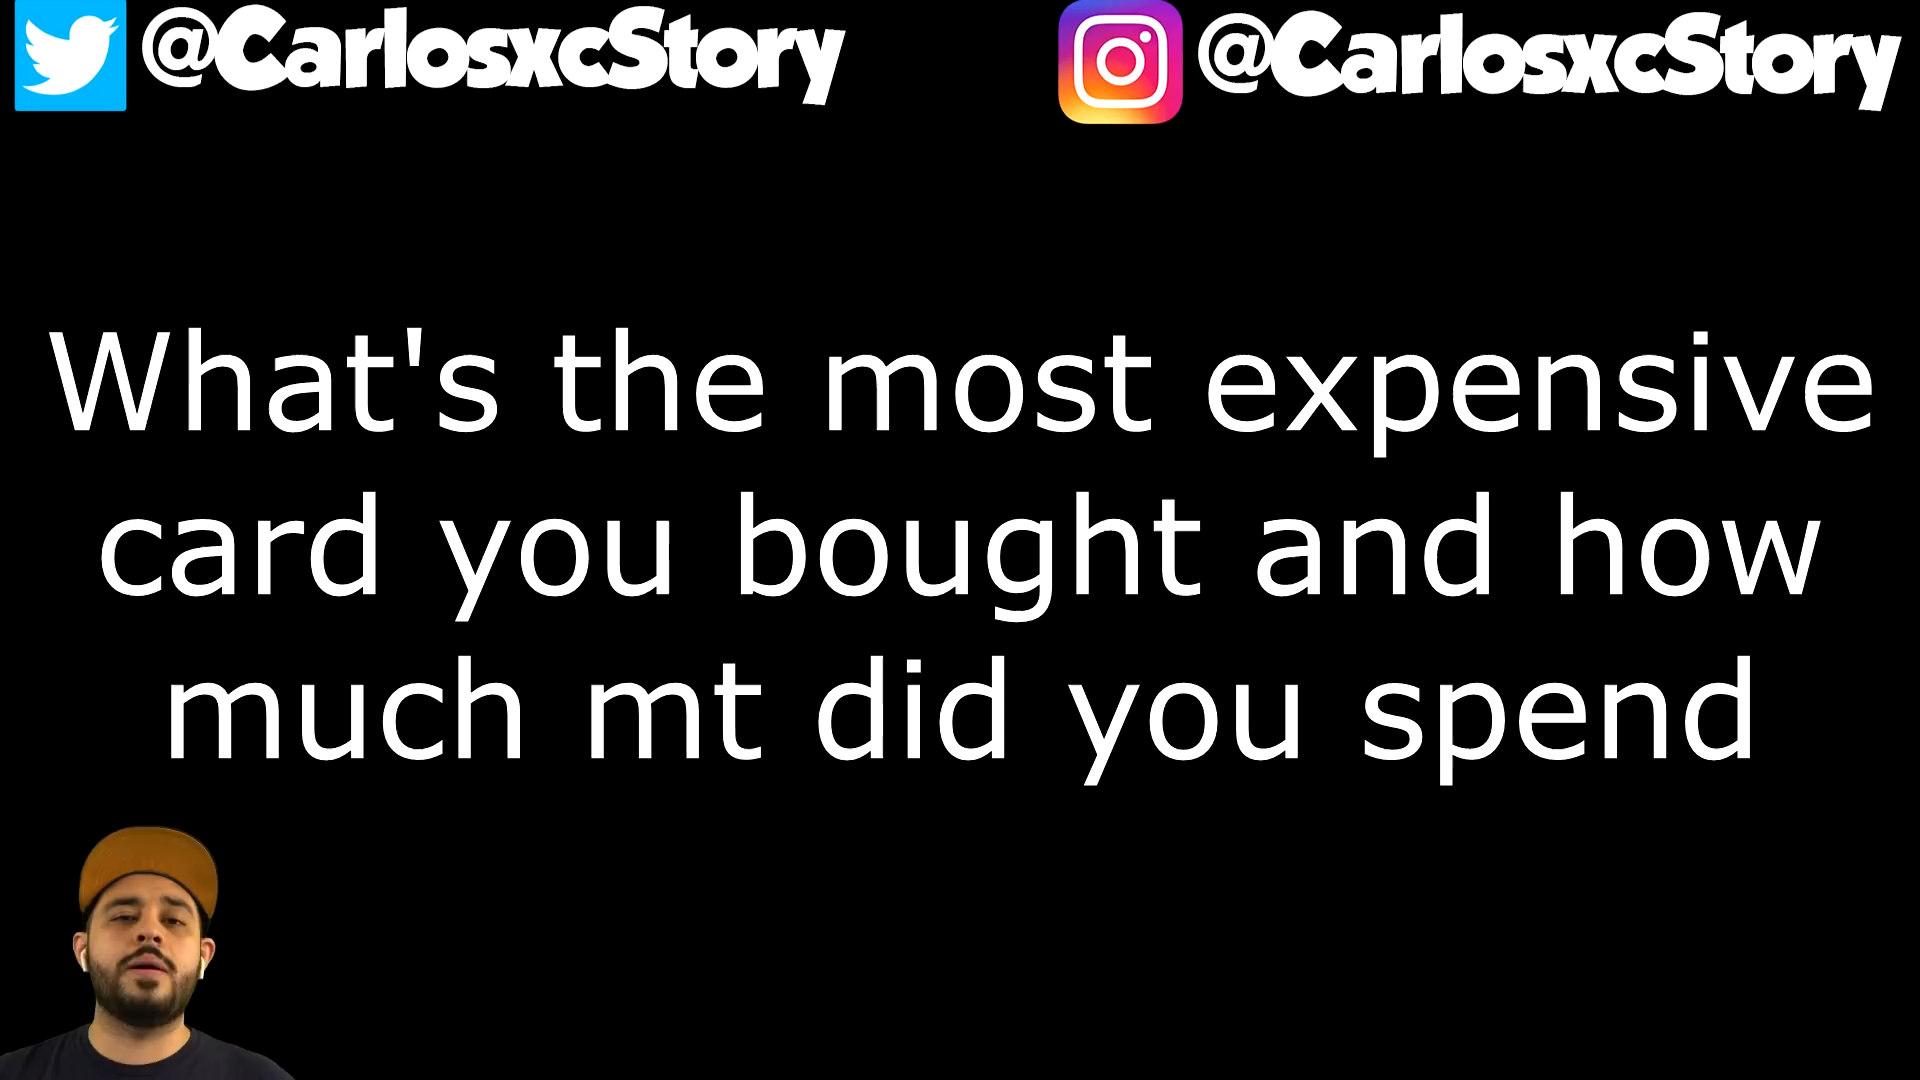 @CarlosxcStory
@CarlosxcStory
What's the most expensive
card you bought and how
much mt did you spend